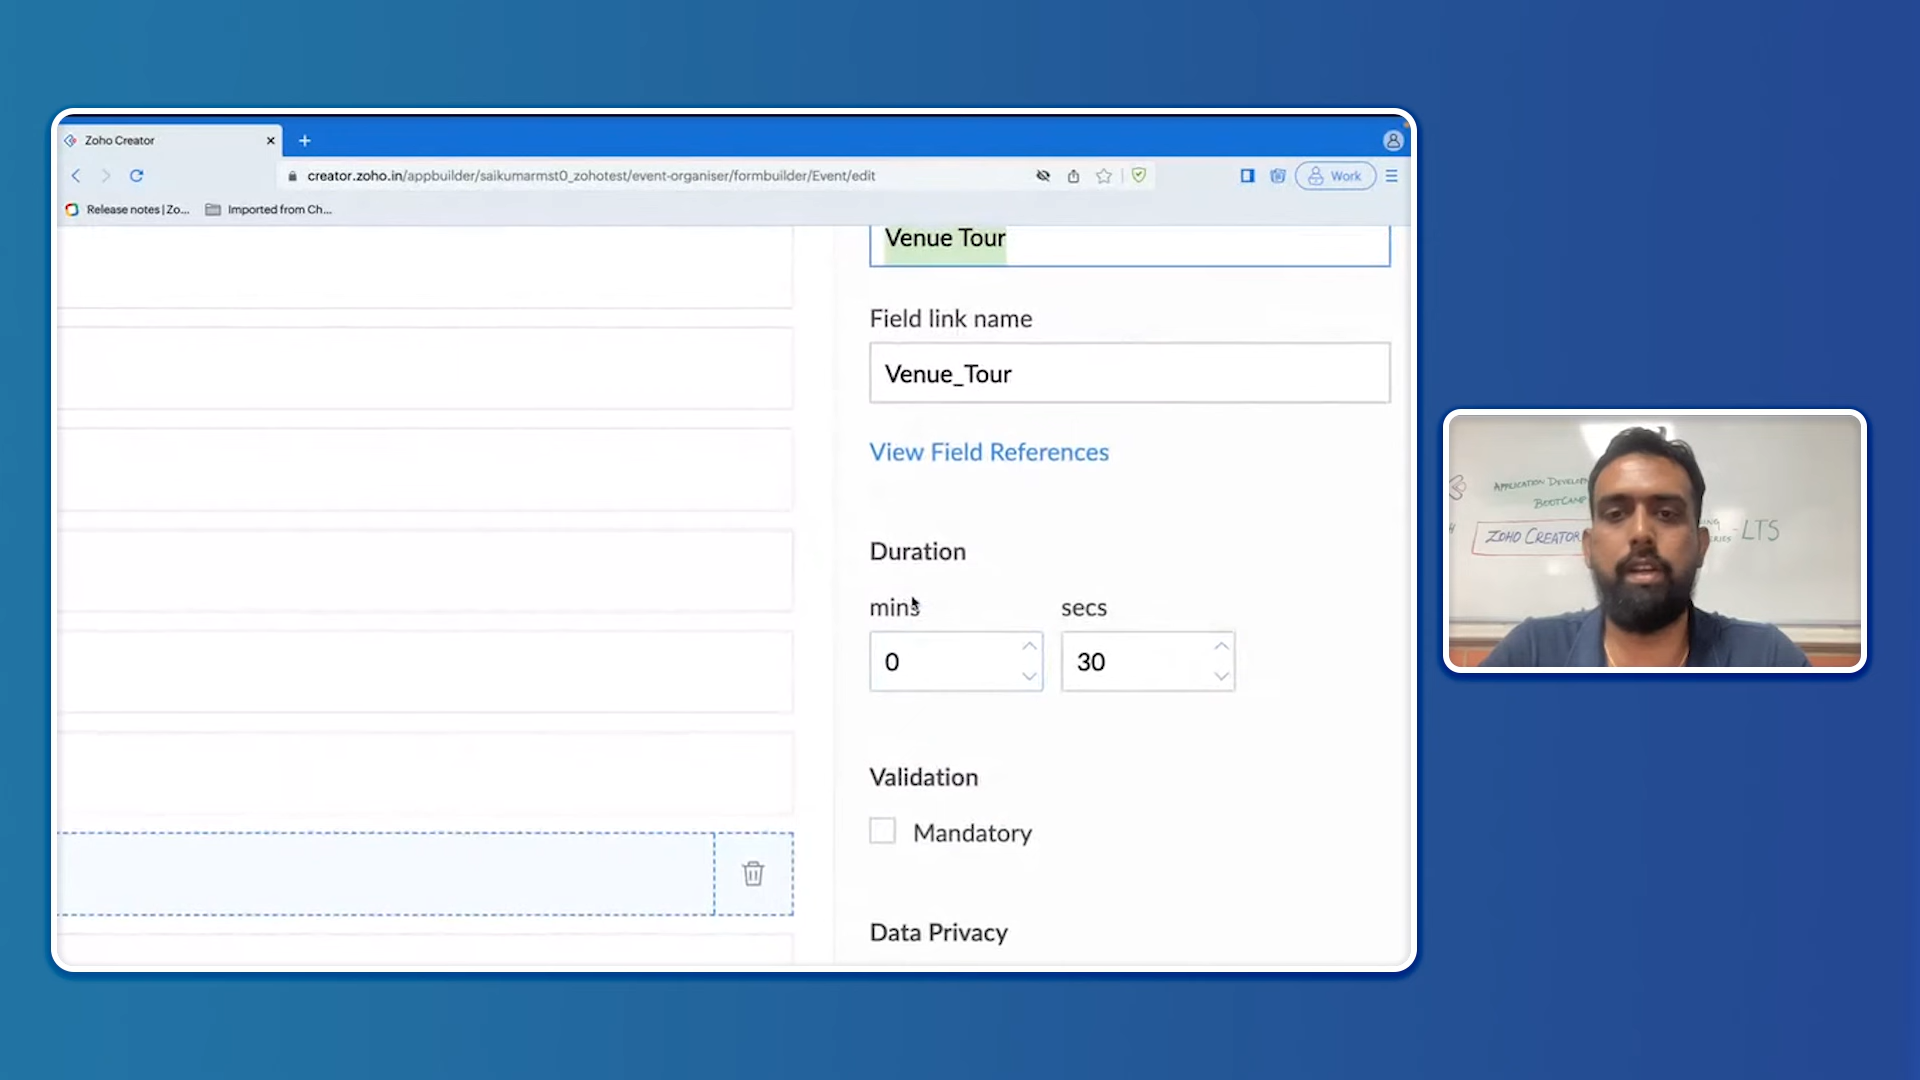 Zoho Creator
creator.zoho.in/appbuilder/saikumarmst0_zohotest/event-organiser/formbuilder/Event/edit
Work
Release notes | Zo...
Imported from Ch...
Venue Tour
Field link name
Venue_Tour
View Field References
Duration
mins
secs
0
30
Validation
Mandatory
Data Privacy
APPLICATION
BOOTCAMP
ZOHO CREATOR
LTS